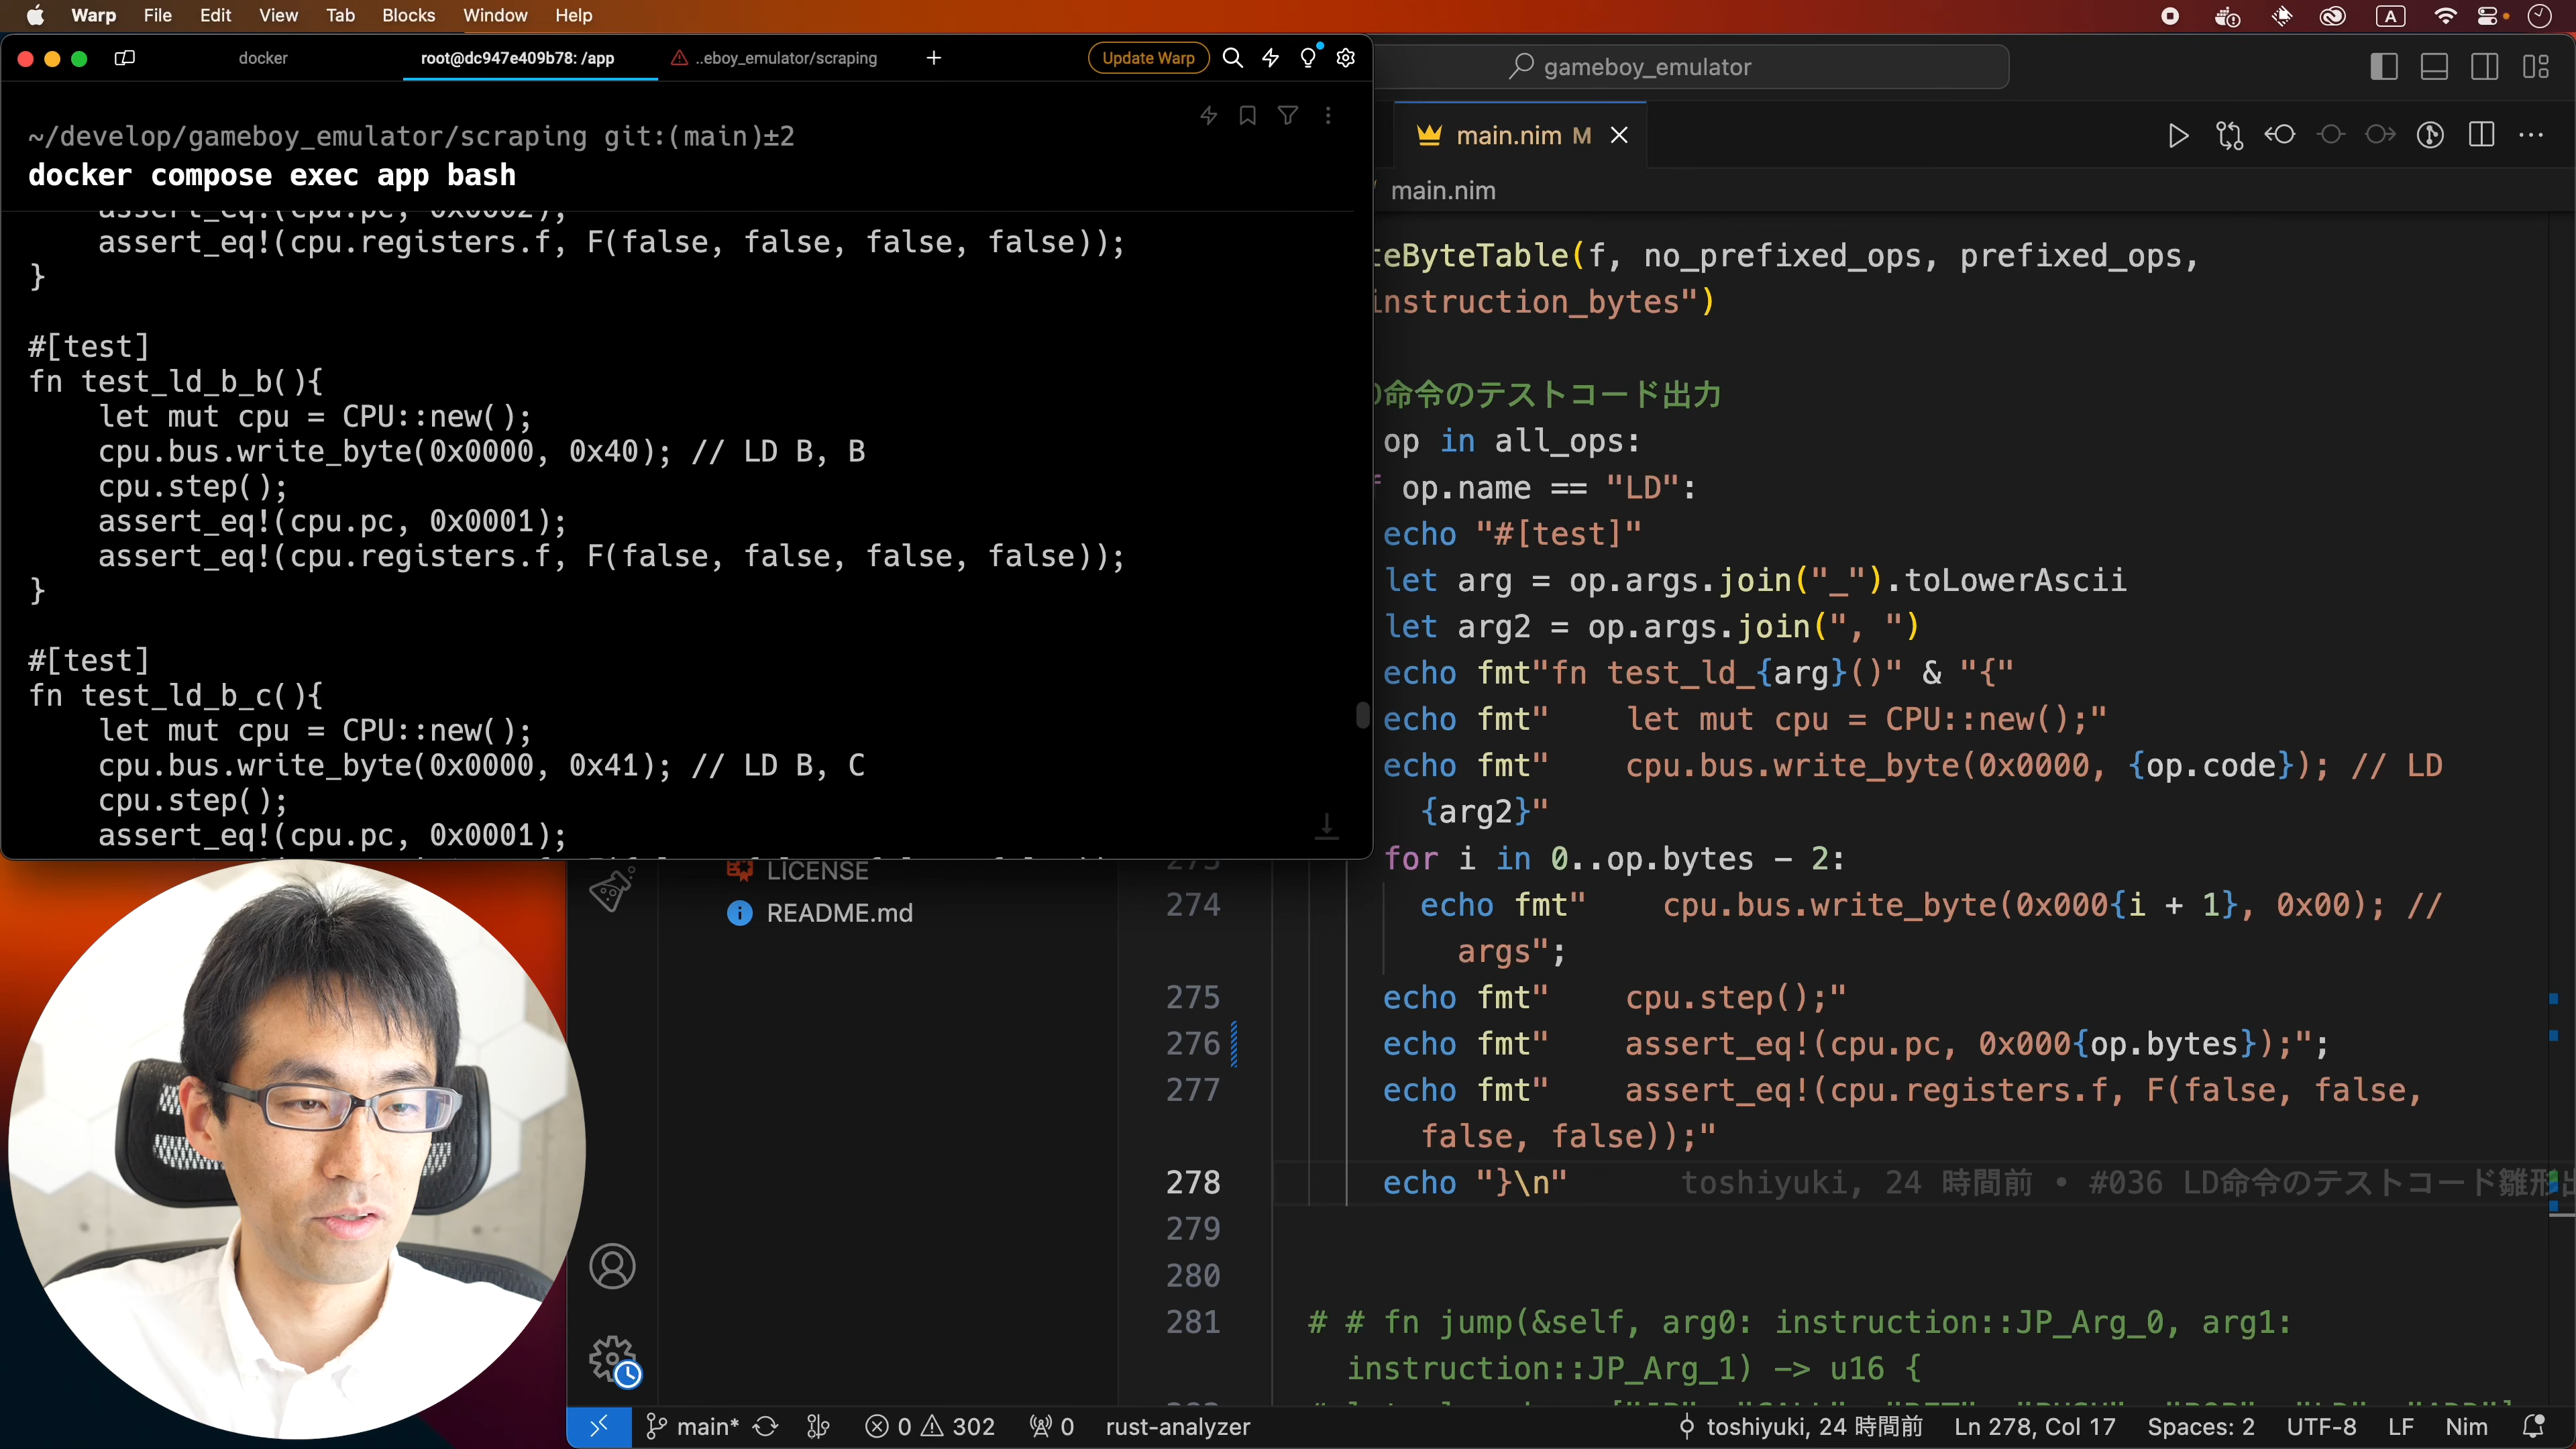 Warp File Edit View Tab Blocks Window Help
A
docker
root@dc947e409b78: /app
..eboy_emulator/scraping
+
Update Warp
~/develop/gameboy_emulator/scraping git:(main)±2
docker compose exec app bash
assert_eq!(cpu.pc, 0x0002);
assert_eq!(cpu.registers.f, F(false, false, false, false));
}
#[test]
fn test_ld_b_b(){
let mut cpu = CPU::new();
cpu.bus.write_byte(0x0000, 0x40); // LD B, B
cpu.step();
assert_eq!(cpu.pc, 0x0001);
assert_eq!(cpu.registers.f, F(false, false, false, false));
}
#[test]
fn test_ld_b_c(){
let mut cpu = CPU::new();
cpu.bus.write_byte(0x0000, 0x41); // LD B, C
cpu.step();
assert_eq!(cpu.pc, 0x0001);
gameboy_emulator
main.nim M
main.nim
teByteTable(f, no_prefixed_ops, prefixed_ops,
instruction_bytes")
命令のテストコード出力
op in all_ops:
op.name == "LD":
echo "#[test]"
let arg = op.args.join("_").toLowerAscii
let arg2 = op.args.join(", ")
echo fmt"fn test_ld_{arg}()" & "{"
echo fmt"    let mut cpu = CPU::new();"
echo fmt"    cpu.bus.write_byte(0x0000, {op.code}); // LD
{arg2}"
for i in 0..op.bytes - 2:
274 echo fmt"    cpu.bus.write_byte(0x000{i + 1}, 0x00); //
args";
275 echo fmt"    cpu.step();"
276 echo fmt"    assert_eq!(cpu.pc, 0x000{op.bytes});";
277 echo fmt"    assert_eq!(cpu.registers.f, F(false, false,
false, false));"
278 echo "}\n" toshiyuki, 24 時間前 • #036 LD命令のテストコード雛形出
279
280
281 # # fn jump(&self, arg0: instruction::JP_Arg_0, arg1:
instruction::JP_Arg_1) -> u16 {
LICENSE
README.md
main* 0 302 0 rust-analyzer toshiyuki, 24 時間前 Ln 278, Col 17 Spaces: 2 UTF-8 LF Nim